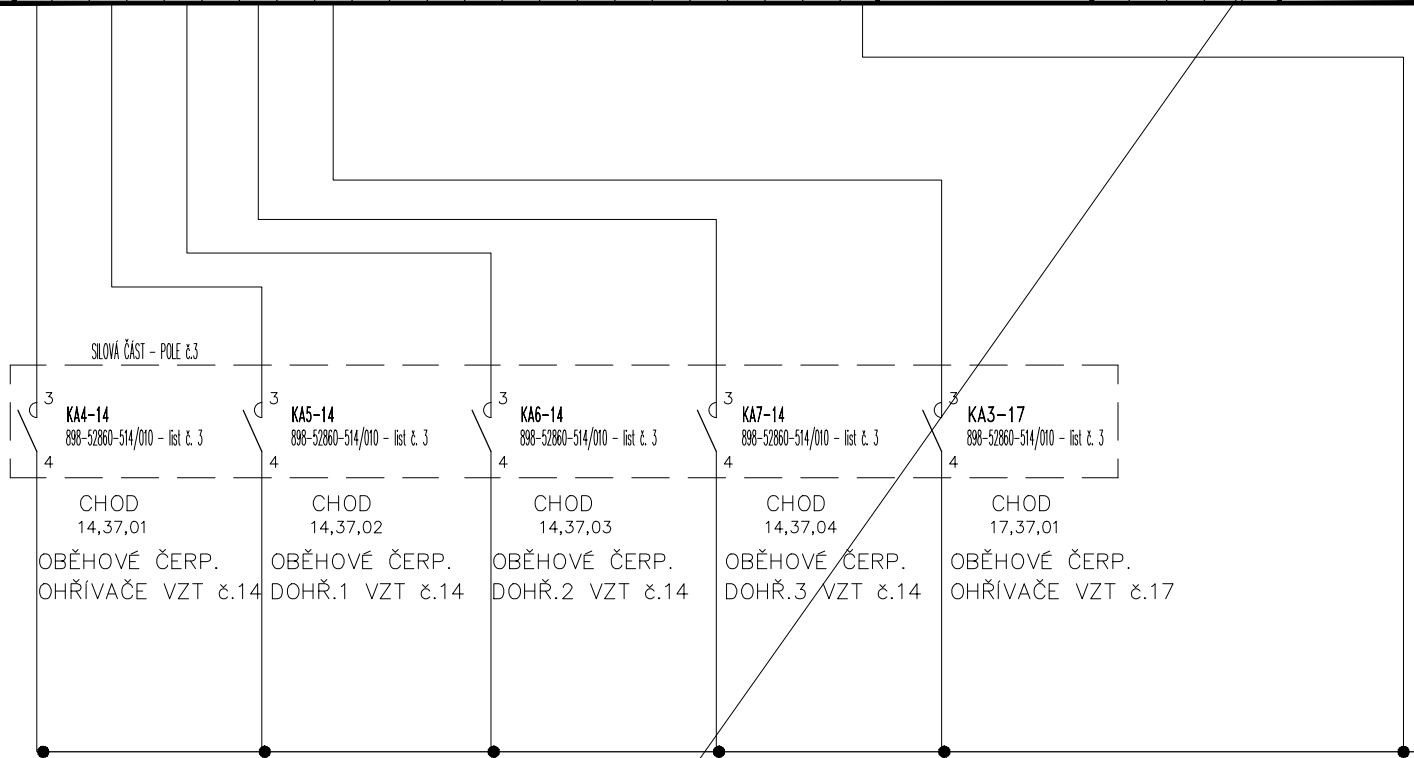 SILOVÁ ČÁST - POLE č.3
3
KA4-14
898-52860-514/010 - list č. 3
4
3
KA5-14
898-52860-514/010 - list č. 3
4
3
KA6-14
898-52860-514/010 - list č. 3
4
3
KA7-14
898-52860-514/010 - list č. 3
4
3
KA3-17
898-52860-514/010 - list č. 3
4
CHOD
14,37,01
OBĚHOVÉ ČERP.
OHŘÍVAČE VZT č.14
CHOD
14,37,02
OBĚHOVÉ ČERP.
DOHŘ.1 VZT č.14
CHOD
14,37,03
OBĚHOVÉ ČERP.
DOHŘ.2 VZT č.14
CHOD
14,37,04
OBĚHOVÉ ČERP.
DOHŘ.3 VZT č.14
CHOD
17,37,01
OBĚHOVÉ ČERP.
OHŘÍVAČE VZT č.17